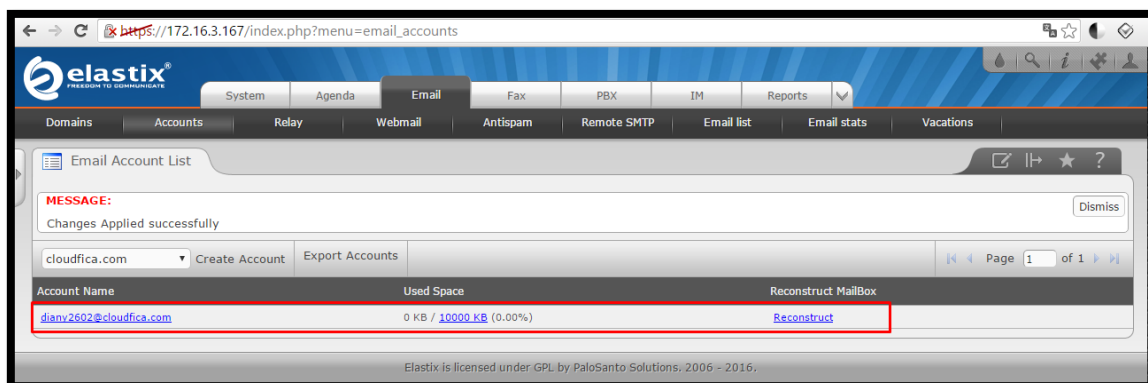 https://172.16.3.167/index.php?menu=email_accounts
elastix®
FREEDOM TO COMMUNICATE
System Agenda Email Fax PBX IM Reports
Domains Accounts Relay Webmail Antispam Remote SMTP Email list Email stats Vacations
Email Account List
MESSAGE:
Dismiss
Changes Applied successfully
cloudfica.com Create Account Export Accounts Page 1 of 1
Account Name Used Space Reconstruct MailBox
dianv2602@cloudfica.com 0 KB / 10000 KB (0.00%) Reconstruct
Elastix is licensed under GPL by PaloSanto Solutions. 2006 - 2016.